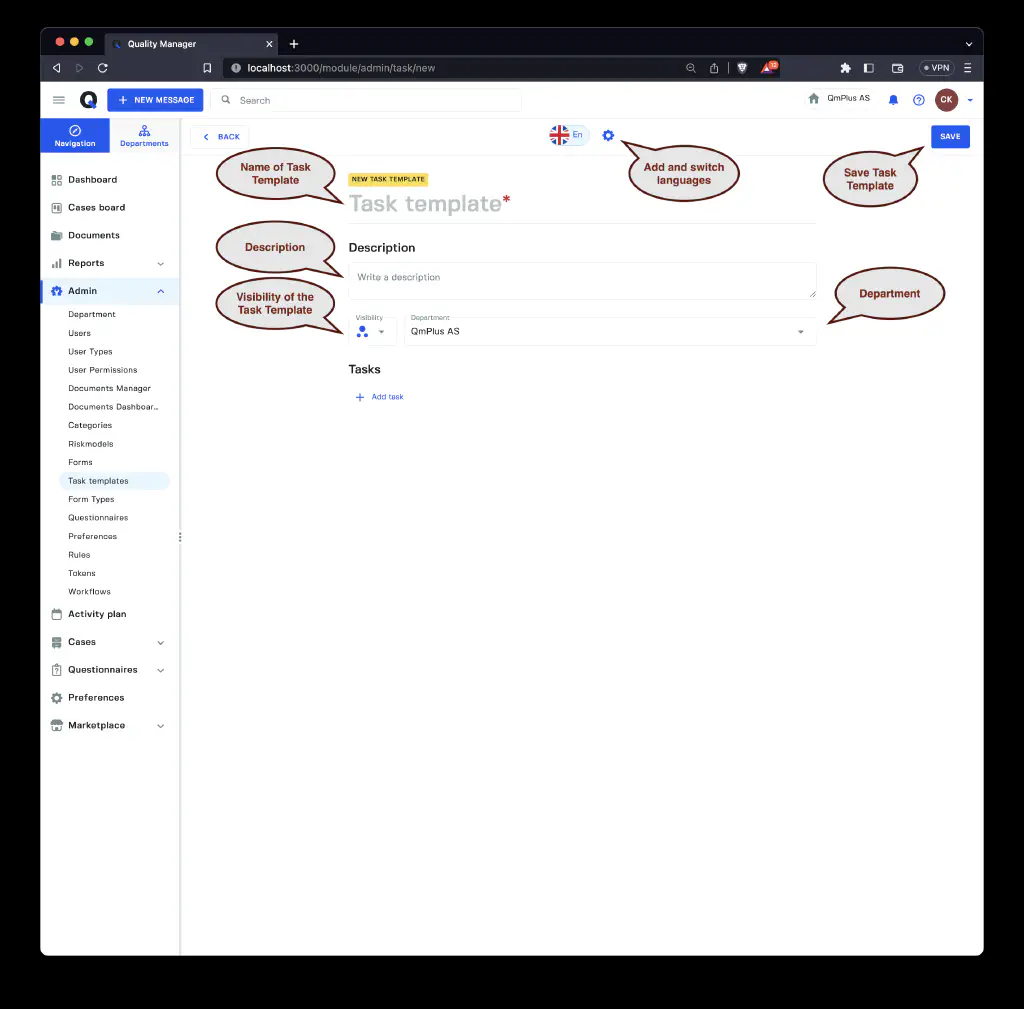 Quality Manager
localhost:3000/module/admin/task/new
12
VPN
NEW MESSAGE
Search
QmPlus AS
CK
Navigation
Departments
BACK
En
SAVE
Name of Task
Template
Add and switch
languages
Save Task
Template
NEW TASK TEMPLATE
Task template*
Dashboard
Cases board
Documents
Reports
Admin
Department
Users
User Types
User Permissions
Documents Manager
Documents Dashboar...
Categories
Riskmodels
Forms
Task templates
Form Types
Questionnaires
Preferences
Rules
Tokens
Workflows
Activity plan
Cases
Questionnaires
Preferences
Marketplace
Description
Description
Write a description
Visibility of the
Task Template
Department
Visibility
Department
QmPlus AS
Tasks
Add task